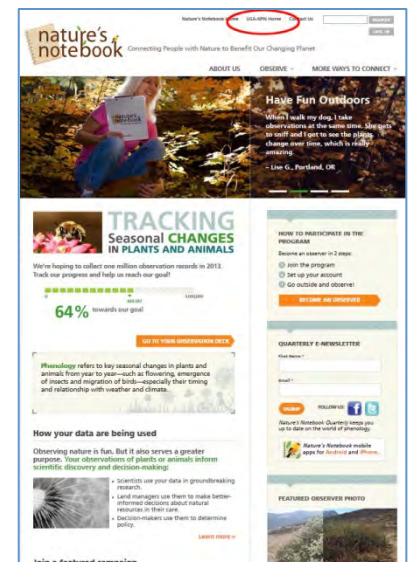 Nature's Notebook Home USA-NPN Home Contact Us
SEARCH
LOG IN
nature's
notebook
Connecting People with Nature to Benefit Our Changing Planet
ABOUT US OBSERVE MORE WAYS TO CONNECT
Have Fun Outdoors
When I walk my dog, I take
observations at the same time. She gets
to sniff and I get to see the plants
change over time, which is really
amazing.
– Lise G., Portland, OR
TRACKING
Seasonal CHANGES
IN PLANTS AND ANIMALS
We're hoping to collect one million observation records in 2013.
Track our progress and help us reach our goal!
0 1,000,000
64% towards our goal
GO TO YOUR OBSERVATION DECK
Phenology refers to key seasonal changes in plants and
animals from year to year—such as flowering, emergence
of insects and migration of birds—especially their timing
and relationship with weather and climate.
How your data are being used
Observing nature is fun. But it also serves a greater
purpose. Your observations of plants or animals inform
scientific discovery and decision-making:
Scientists use your data in groundbreaking
research.
Land managers use them to make better-
informed decisions about natural
resources in their care.
Decision-makers use them to determine
policy.
Learn more »
Join a featured campaign
HOW TO PARTICIPATE IN THE
PROGRAM
Become an observer in 3 steps:
Join the program
Set up your account
Go outside and observe!
BECOME AN OBSERVER
QUARTERLY E-NEWSLETTER
First Name *
Email *
SIGNUP
FOLLOW US:
Nature's Notebook Quarterly keeps you
up to date on the world of phenology.
Nature's Notebook mobile
apps for Android and iPhone.
FEATURED OBSERVER PHOTO